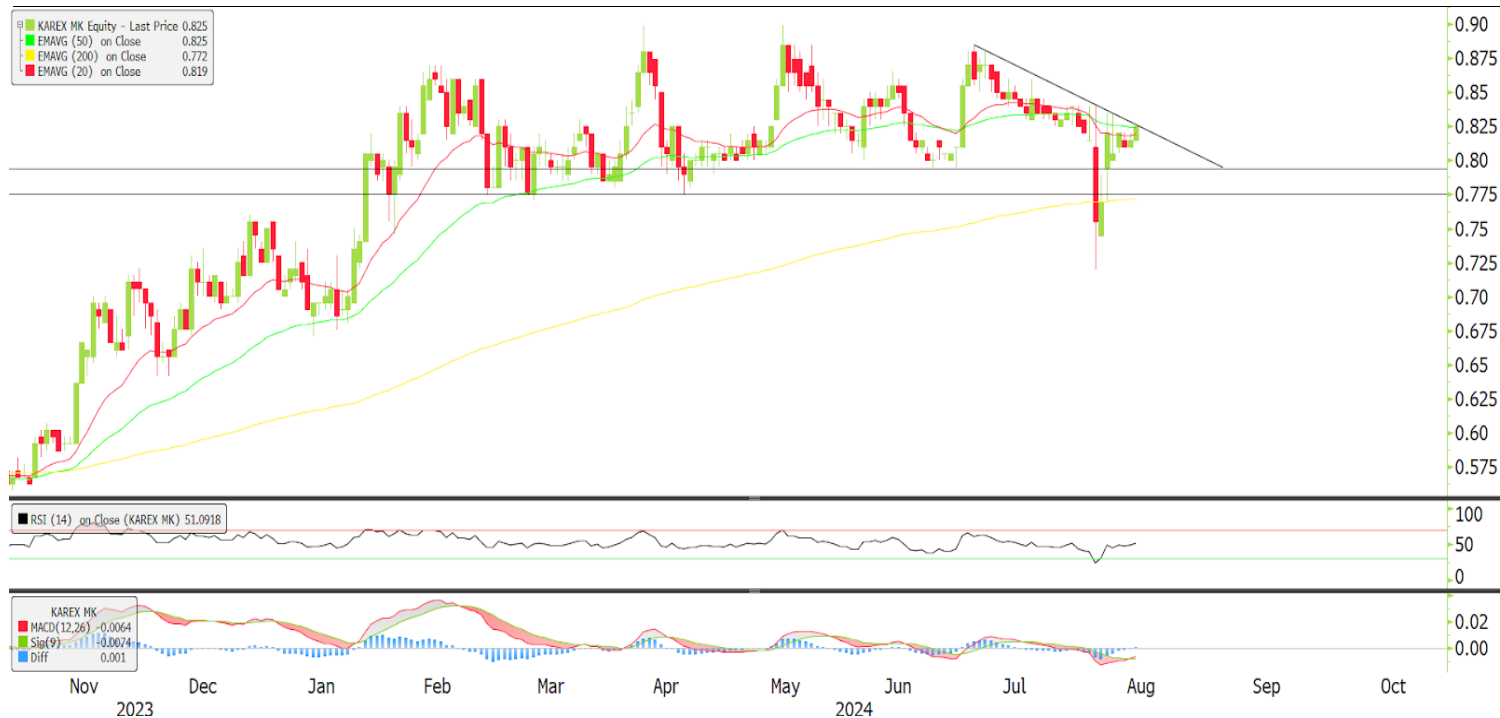 KAREX MK Equity - Last Price 0.825
EMAVG (50) on Close 0.825
EMAVG (200) on Close 0.772
EMAVG (20) on Close 0.819
0.90
0.875
0.85
0.825
0.80
0.775
0.75
0.725
0.70
0.675
0.65
0.625
0.60
0.575
RSI (14) on Close (KAREX MK) 51.0918
100
50
0
KAREX MK
MACD(12,26) -0.0064
Sig(9) -0.0074
Diff 0.001
0.02
0.00
Nov Dec Jan Feb Mar Apr May Jun Jul Aug Sep Oct
2023 2024